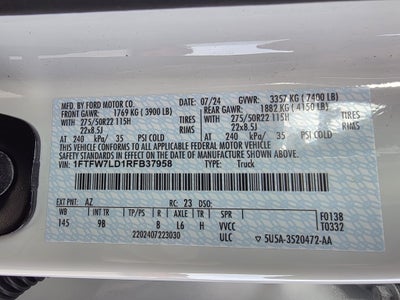 MFD. BY FORD MOTOR CO. 07/24 GVWR: 3357 KG ( 7400 LB)
FRONT GAWR: 1769 KG ( 3900 LB) REAR GAWR: 1882 KG ( 4150 LB)
275/50R22 115H TIRES 275/50R22 115H TIRES
22x8.5J RIMS 22x8.5J RIMS
AT 240 kPa/ 35 PSI COLD AT 240 kPa/ 35 PSI COLD
THIS VEHICLE CONFORMS TO ALL APPLICABLE FEDERAL MOTOR VEHICLE
SAFETY STANDARDS IN EFFECT ON THE DATE OF MANUFACTURE SHOWN ABOVE.
VIN: 1FTFW7LD1RFB37958 TYPE: Truck
EXT PNT: AZ RC: 23 DSO:
WB INT TR TP/PS R AXLE TR SPR F0138
145 9B B L6 H VVCC T0332
2202407223030 ULC 5U5A-3520472-AA